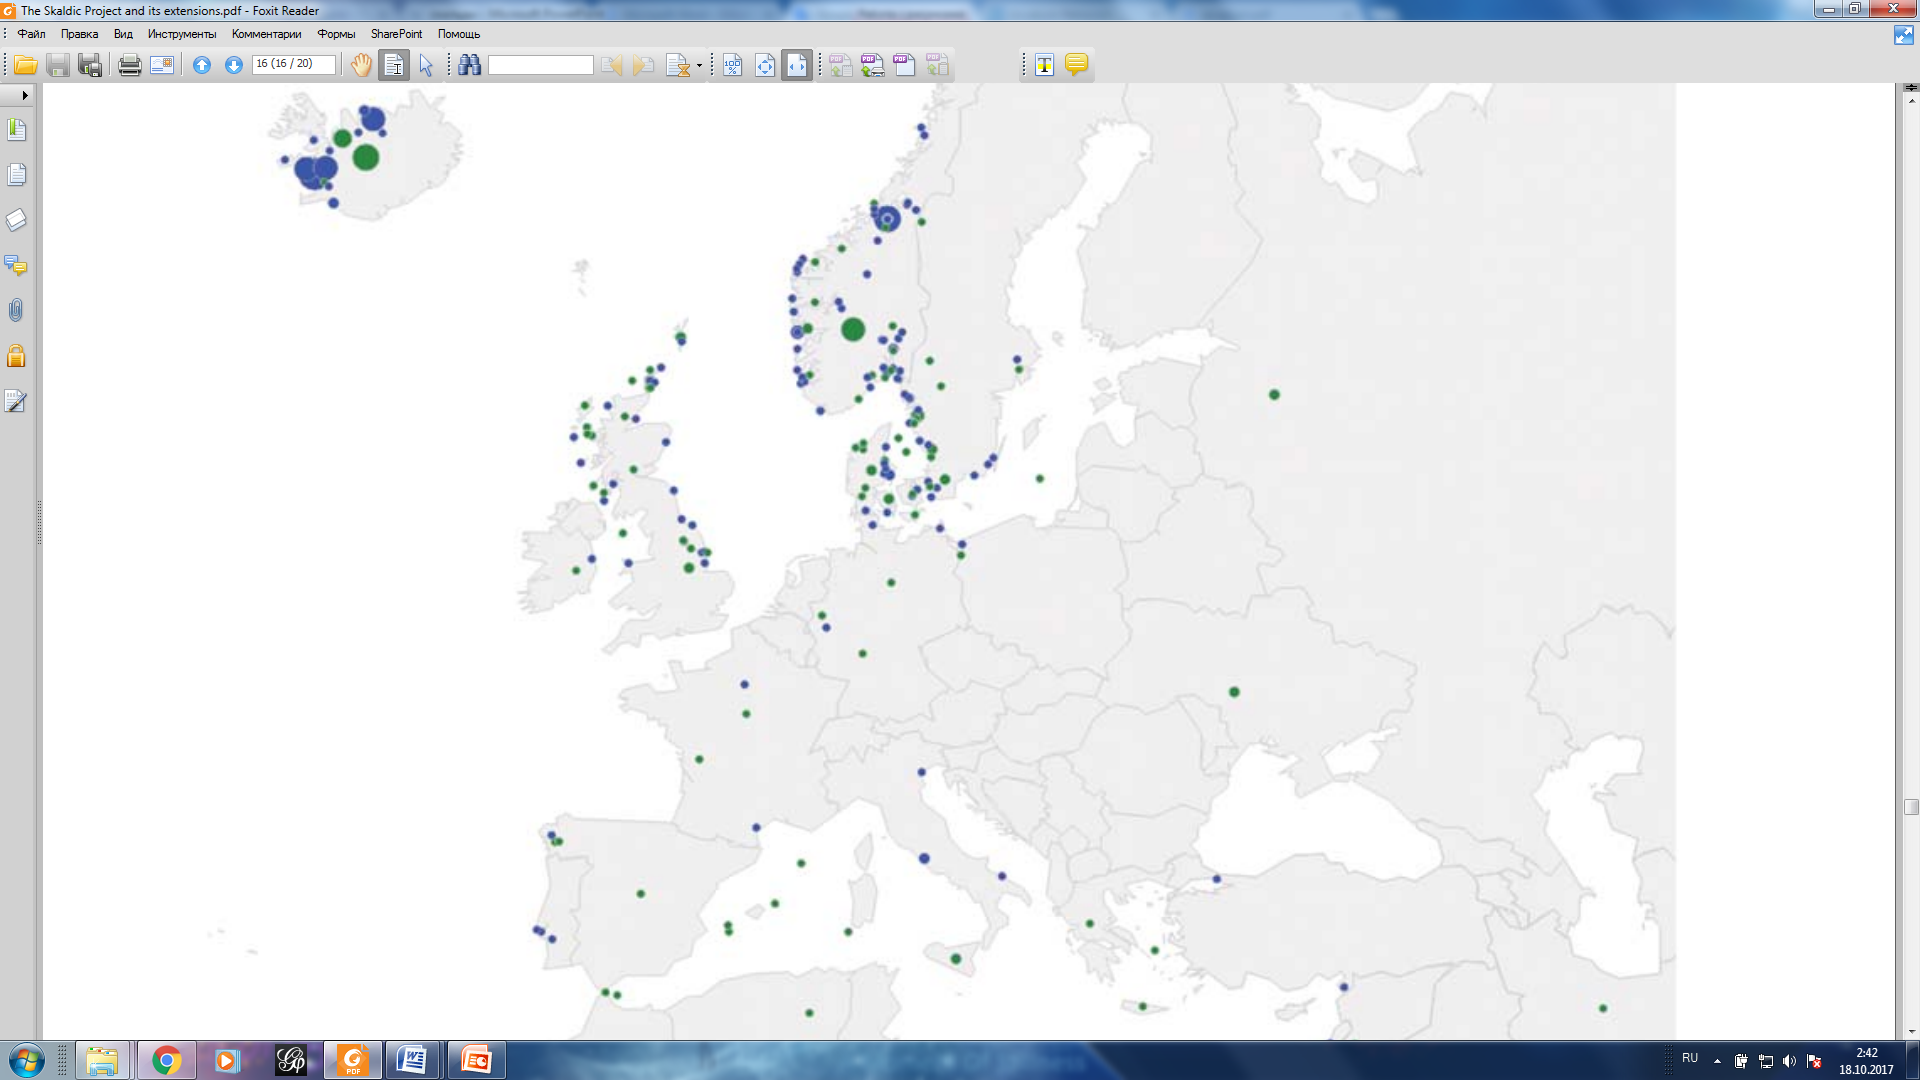 The Skaldic Project and its extensions.pdf - Foxit Reader
Файл Правка Вид Инструменты Комментарии Формы SharePoint Помощь
16 (16 / 20)
RU
2:42
18.10.2017